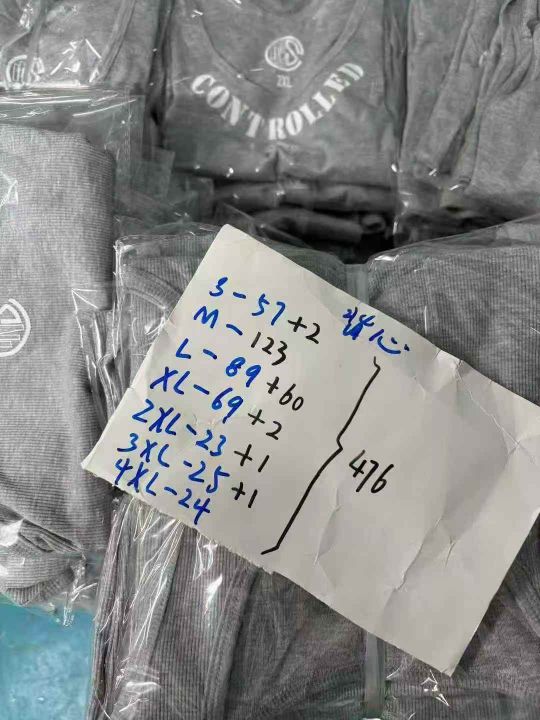 m
CONTROLLED
背心
S-57+2
M-123
L-89+60
XL-69+2
2XL-23+1
3XL-25+1
4XL-24
476